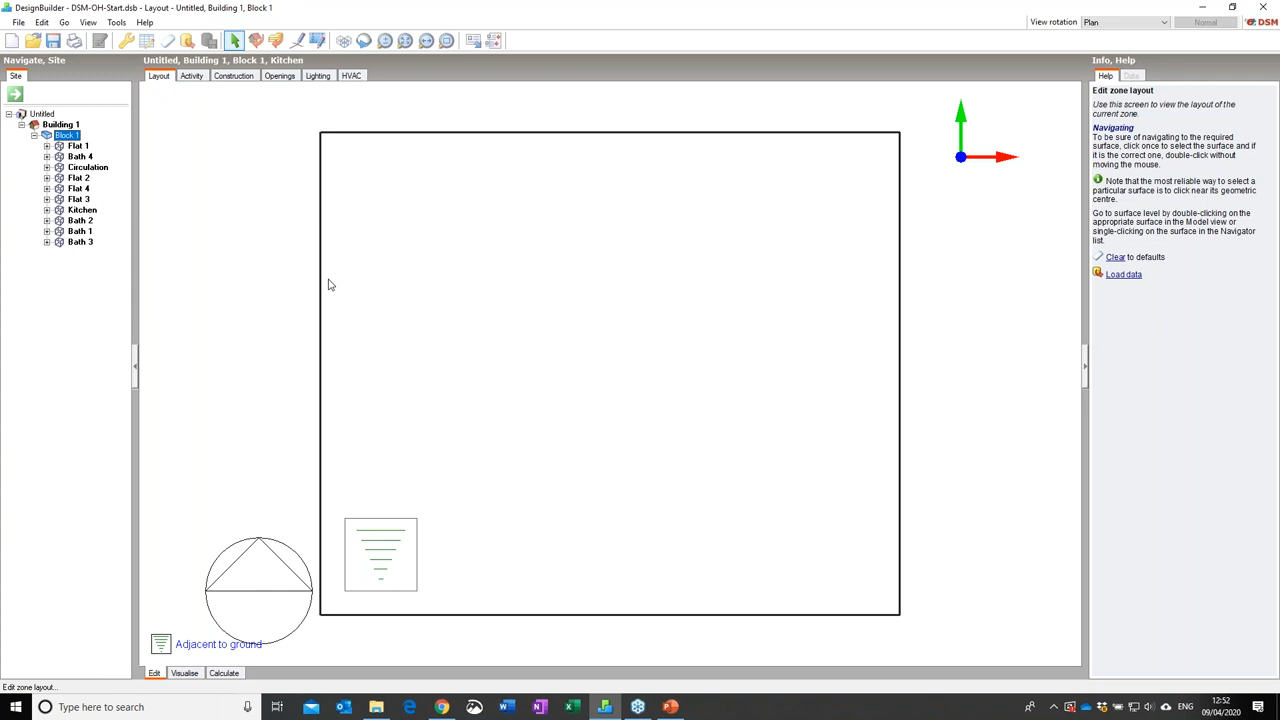 DesignBuilder - DSM-OH-Start.dsb - Layout - Untitled, Building 1, Block 1
File Edit Go View Tools Help
View rotation Plan Normal DSM
Navigate, Site
Untitled, Building 1, Block 1, Kitchen
Info, Help
Site
Layout Activity Construction Openings Lighting HVAC
Help Data
Untitled
Building 1
Block 1
Flat 1
Bath 4
Circulation
Flat 2
Flat 4
Flat 3
Kitchen
Bath 2
Bath 1
Bath 3
Edit zone layout
Use this screen to view the layout of the
current zone.
Navigating
To be sure of navigating to the required
surface, click once to select the surface and if
it is the correct one, double-click without
moving the mouse.
Note that the most reliable way to select a
particular surface is to click near its geometric
centre.
Go to surface level by double-clicking on the
appropriate surface in the Model view or
single-clicking on the surface in the Navigator
list.
Clear to defaults
Load data
Adjacent to ground
Edit Visualise Calculate
Edit zone layout...
Type here to search
ENG
12:52
09/04/2020